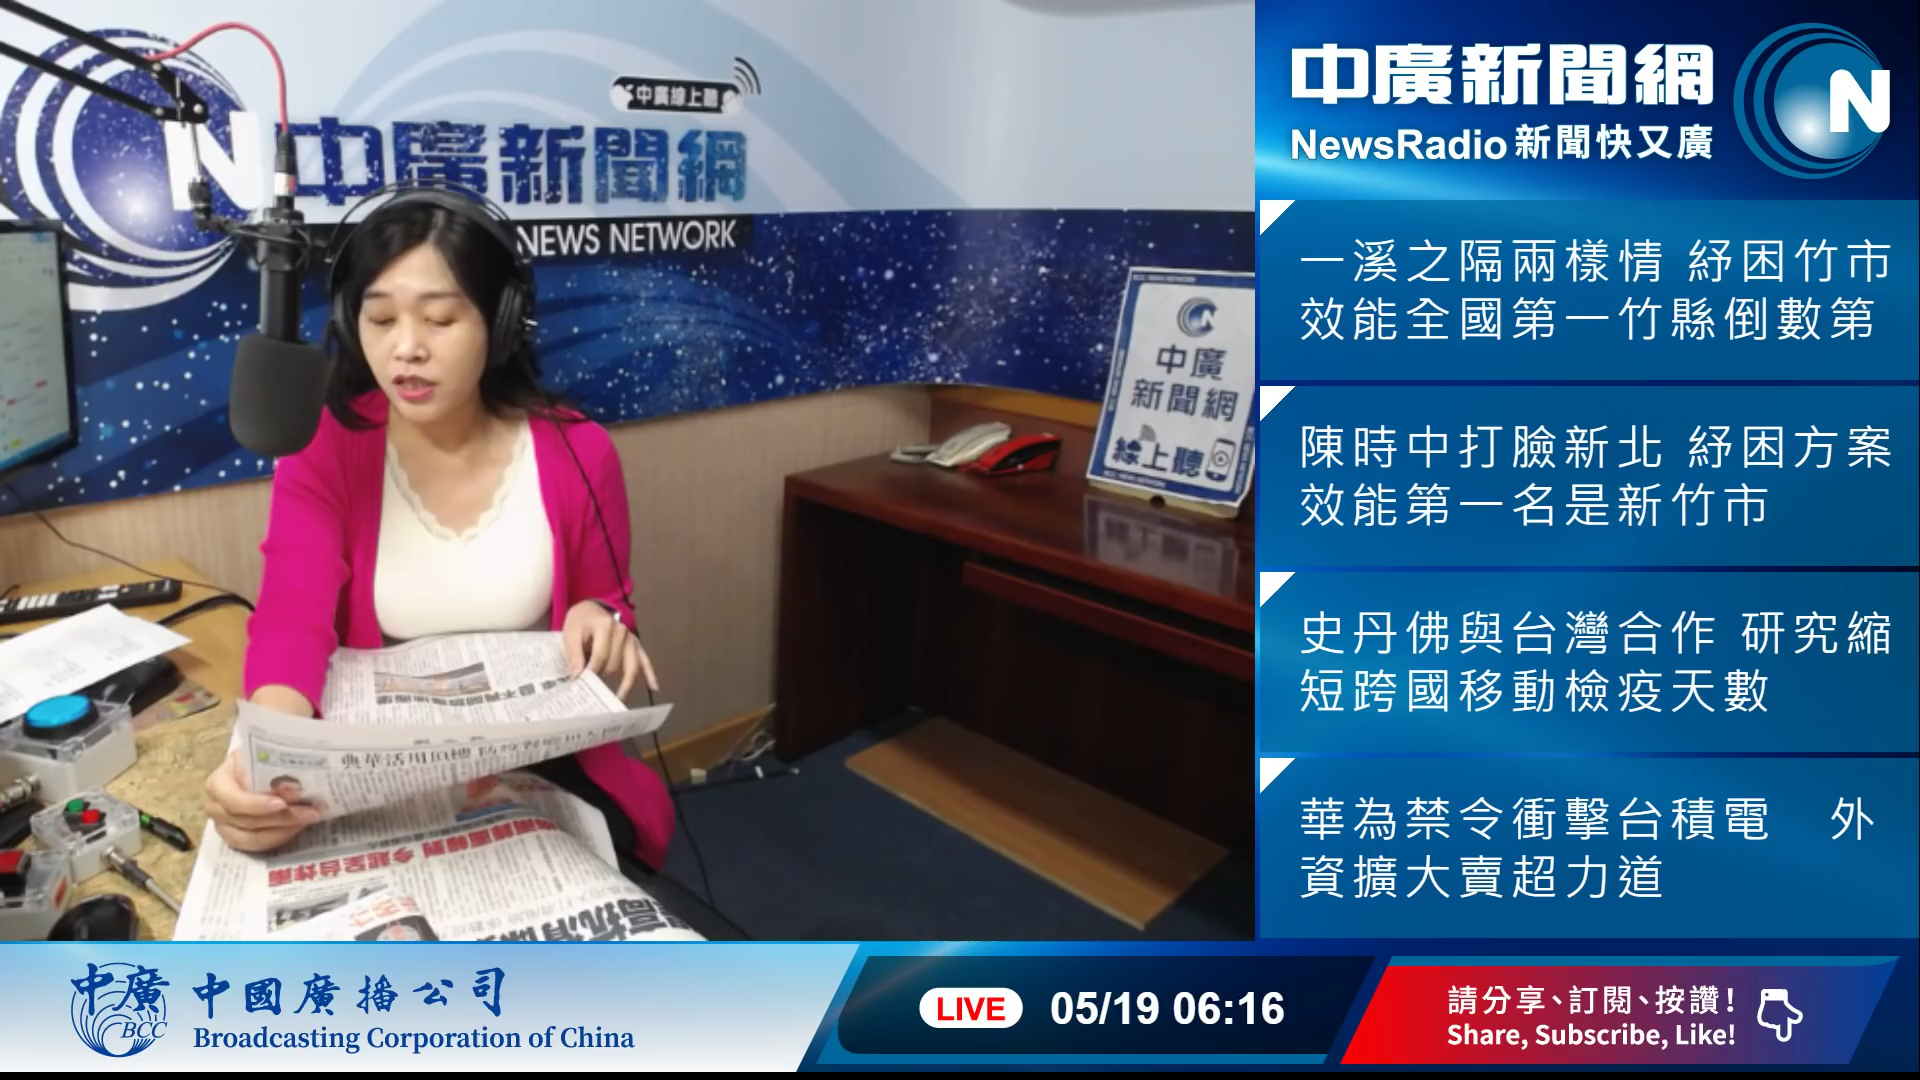 中廣線上聽
N中廣新聞網
NEWS NETWORK
中廣
新聞網
線上聽
典華活用
中廣新聞網
N
NewsRadio 新聞快又廣
一溪之隔兩樣情 紓困竹市
效能全國第一竹縣倒數第
陳時中打臉新北 紓困方案
效能第一名是新竹市
史丹佛與台灣合作 研究縮
短跨國移動檢疫天數
華為禁令衝擊台積電 外
資擴大賣超力道
中廣
BCC
中國廣播公司
Broadcasting Corporation of China
LIVE 05/19 06:16
請分享、訂閱、按讚!
Share, Subscribe, Like!